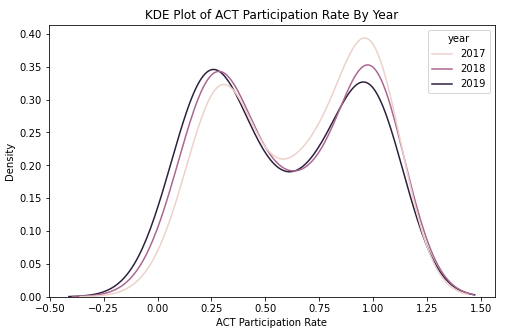 KDE Plot of ACT Participation Rate By Year
year
2017
2018
2019
Density
0.40
0.35
0.30
0.25
0.20
0.15
0.10
0.05
0.00
−0.50 −0.25 0.00 0.25 0.50 0.75 1.00 1.25 1.50
ACT Participation Rate